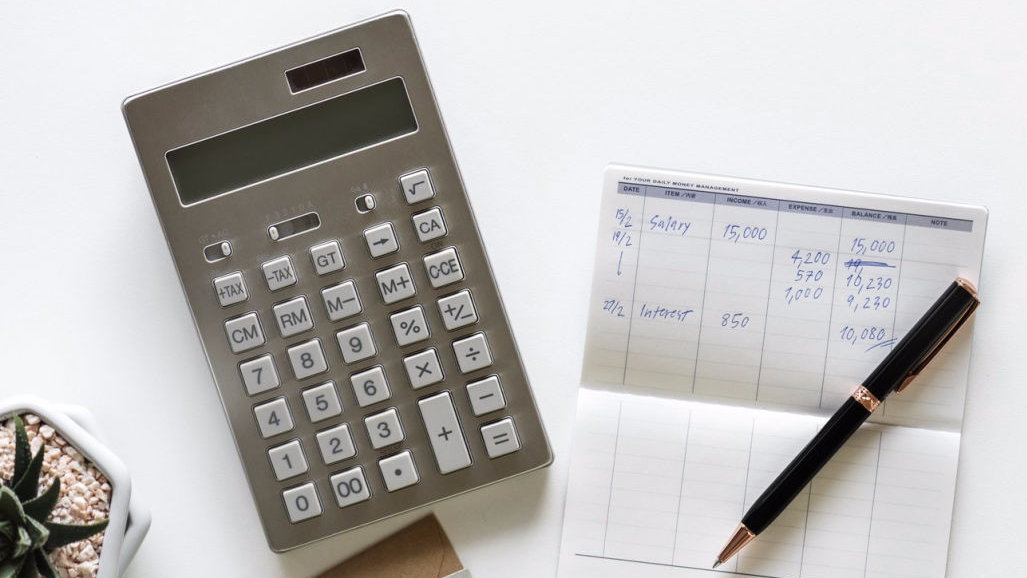 √
CA
GT
→
C·CE
+TAX
−TAX
M+
+/−
CM
RM
M−
%
÷
7
8
9
×
−
4
5
6
+
=
1
2
3
0
00
•
for YOUR DAILY MONEY MANAGEMENT
DATE ITEM INCOME EXPENSE BALANCE NOTE
15/2 Salary 15,000 15,000
19/2 4,200
570 10,230
1,000 9,230
27/2 Interest 850 10,080